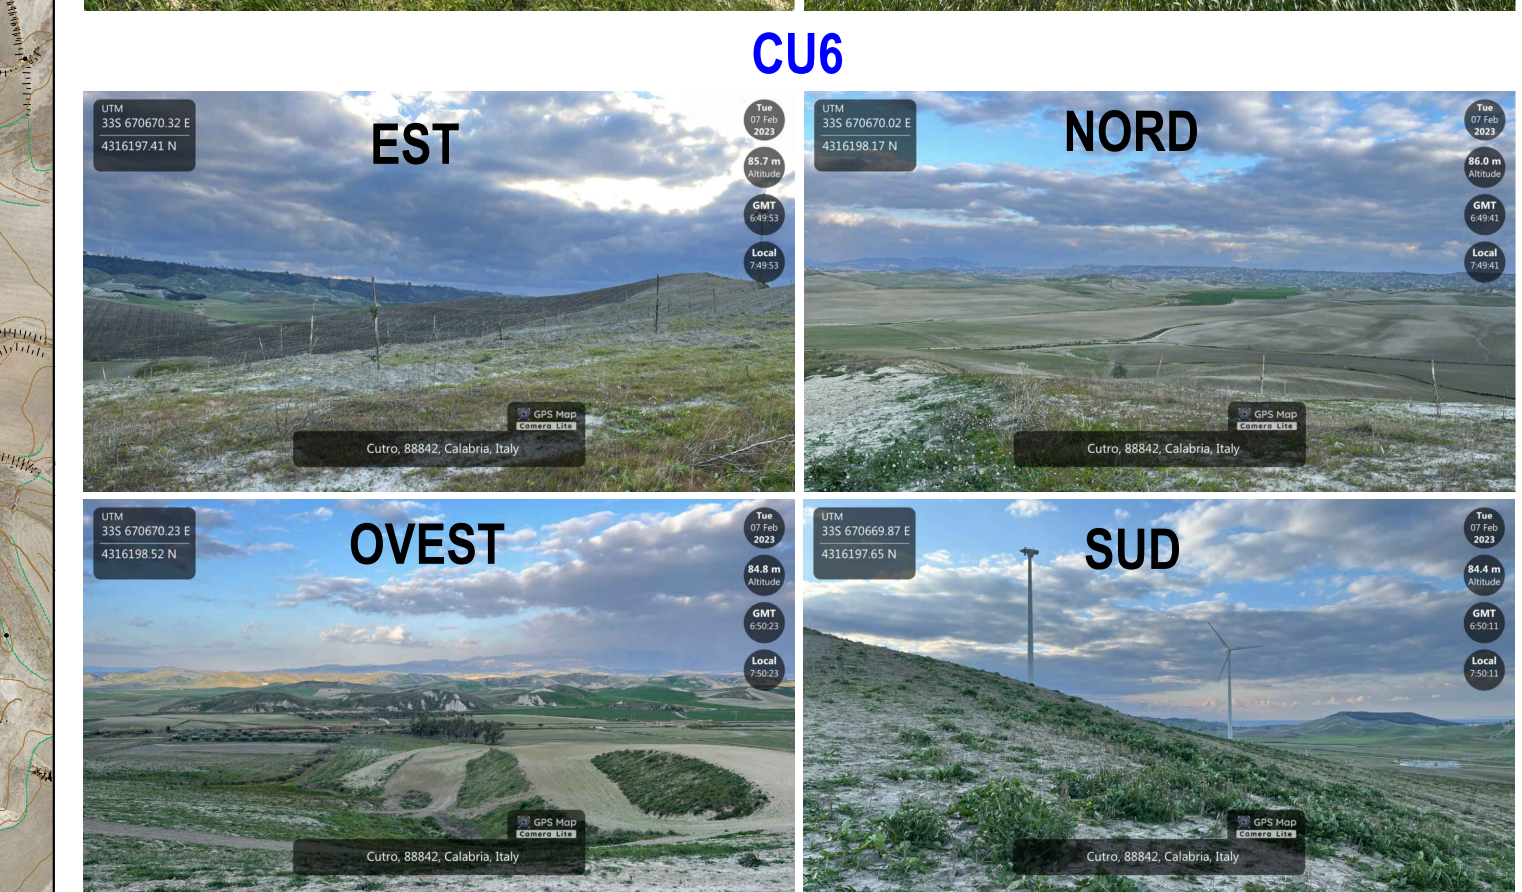 CU6
UTM
33S 670670.32 E
4316197.41 N
EST
Tue
07 Feb
2023
85.7 m
Altitude
GMT
6:49:53
Local
7:49:53
GPS Map
Camera Lite
Cutro, 88842, Calabria, Italy
UTM
33S 670670.02 E
4316198.17 N
NORD
Tue
07 Feb
2023
86.0 m
Altitude
GMT
6:49:41
Local
7:49:41
GPS Map
Camera Lite
Cutro, 88842, Calabria, Italy
UTM
33S 670670.23 E
4316198.52 N
OVEST
Tue
07 Feb
2023
84.8 m
Altitude
GMT
6:50:23
Local
7:50:23
GPS Map
Camera Lite
Cutro, 88842, Calabria, Italy
UTM
33S 670669.87 E
4316197.65 N
SUD
Tue
07 Feb
2023
84.4 m
Altitude
GMT
6:50:11
Local
7:50:11
GPS Map
Camera Lite
Cutro, 88842, Calabria, Italy